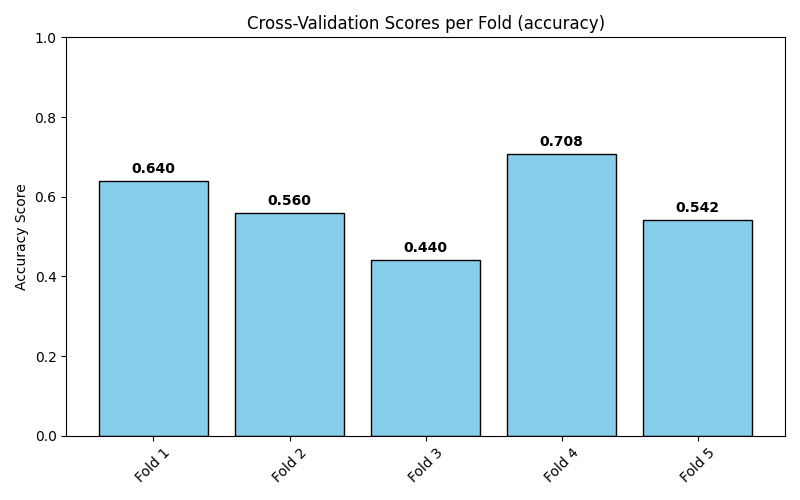 Cross-Validation Scores per Fold (accuracy)
1.0
0.8
0.6
0.4
0.2
0.0
Accuracy Score
0.640
0.560
0.440
0.708
0.542
Fold 1
Fold 2
Fold 3
Fold 4
Fold 5